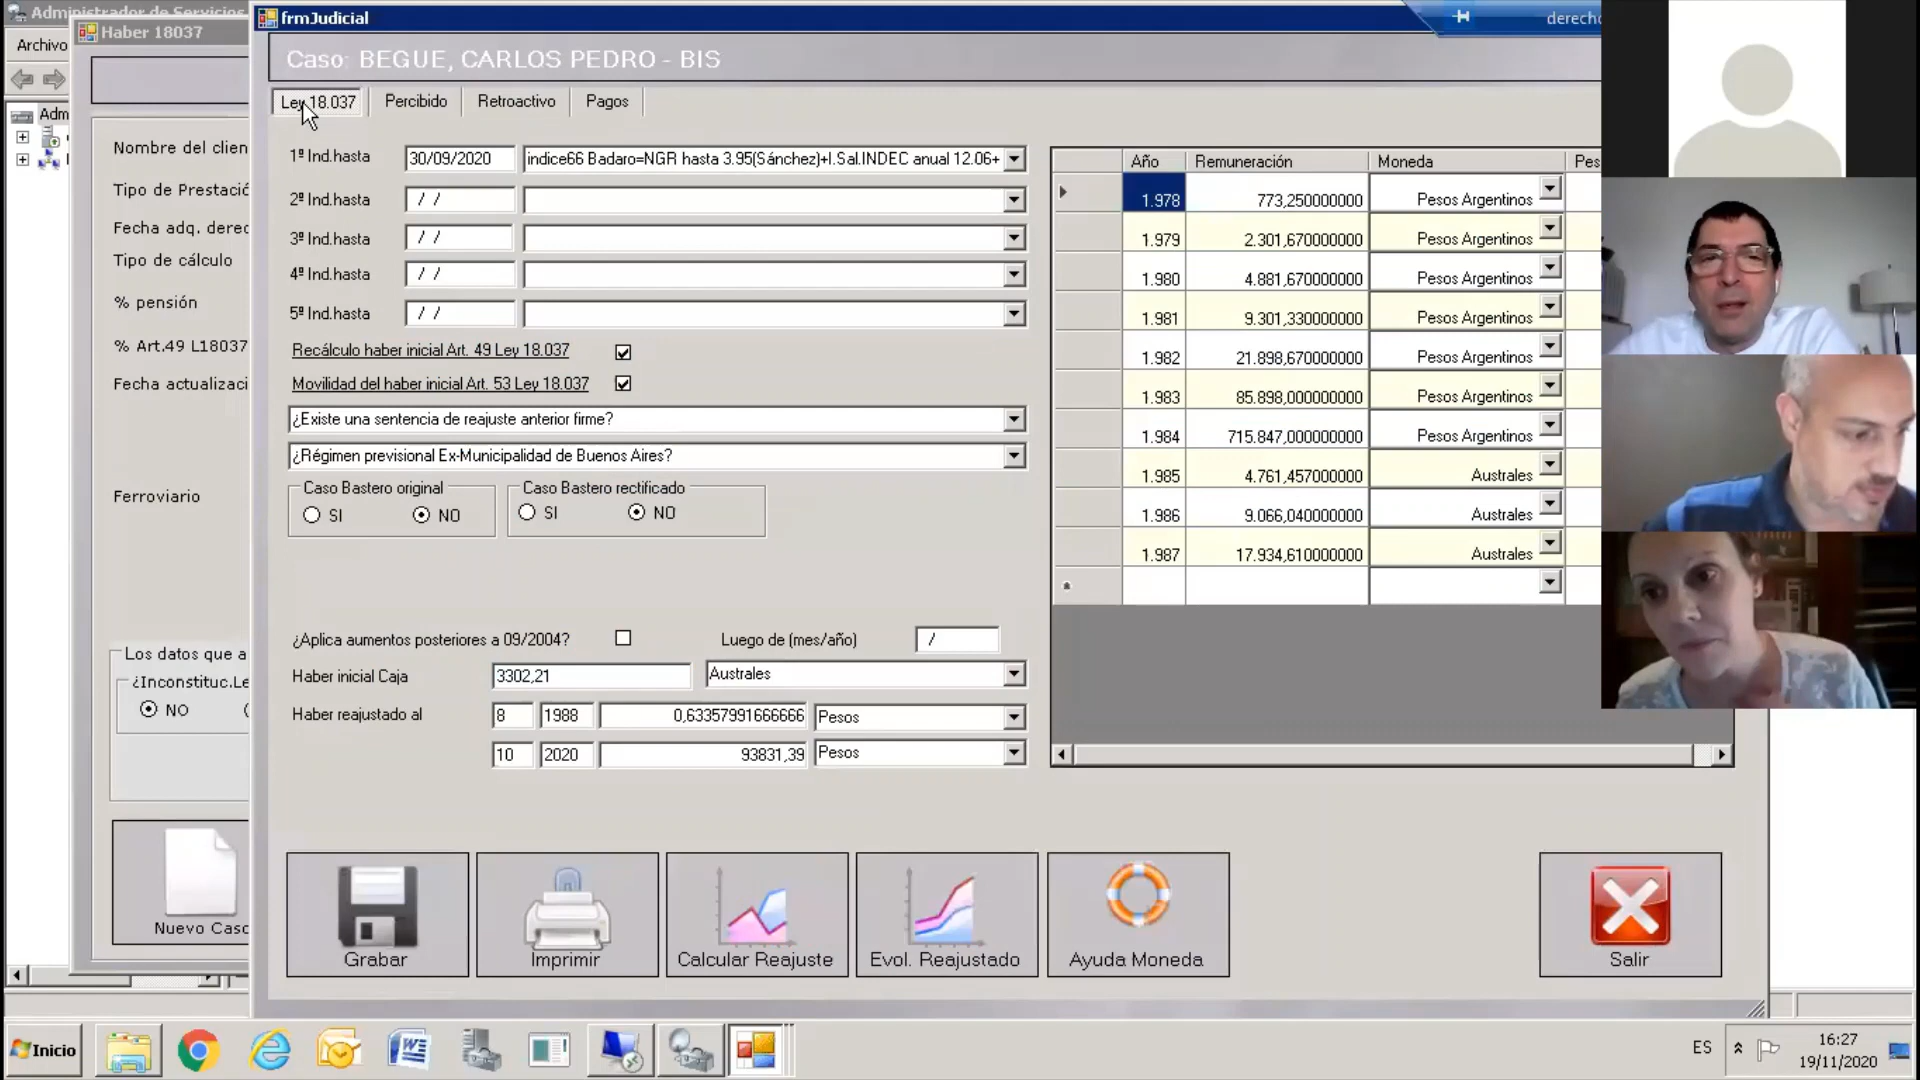 Administrador de Servicios
Haber 18037
frmJudicial
derecho
Archivo
Caso: BEGUE, CARLOS PEDRO - BIS
Ley 18.037
Percibido
Retroactivo
Pagos
Adm
Nombre del clien
Tipo de Prestació
Fecha adq. derec
Tipo de cálculo
% pensión
% Art.49 L18037
Fecha actualizaci
Ferroviario
Los datos que a
¿Inconstituc.Le
NO
Nuevo Caso
1º Ind.hasta 30/09/2020 indice66 Badaro=NGR hasta 3.95(Sánchez)+I.Sal.INDEC anual 12.06+
2º Ind.hasta / /
3º Ind.hasta / /
4º Ind.hasta / /
5º Ind.hasta / /
Recálculo haber inicial Art. 49 Ley 18.037
Movilidad del haber inicial Art. 53 Ley 18.037
¿Existe una sentencia de reajuste anterior firme?
¿Régimen previsional Ex-Municipalidad de Buenos Aires?
Caso Bastero original
SI NO
Caso Bastero rectificado
SI NO
¿Aplica aumentos posteriores a 09/2004?
Luego de (mes/año) /
Haber inicial Caja 3302,21 Australes
Haber reajustado al 8 1988 0,63357991666666 Pesos
10 2020 93831,39 Pesos
Año Remuneración Moneda Pes
1.978 773,250000000 Pesos Argentinos
1.979 2.301,670000000 Pesos Argentinos
1.980 4.881,670000000 Pesos Argentinos
1.981 9.301,330000000 Pesos Argentinos
1.982 21.898,670000000 Pesos Argentinos
1.983 85.898,000000000 Pesos Argentinos
1.984 715.847,000000000 Pesos Argentinos
1.985 4.761,457000000 Australes
1.986 9.066,040000000 Australes
1.987 17.934,610000000 Australes
*
Grabar
Imprimir
Calcular Reajuste
Evol. Reajustado
Ayuda Moneda
Salir
Inicio
ES
16:27
19/11/2020